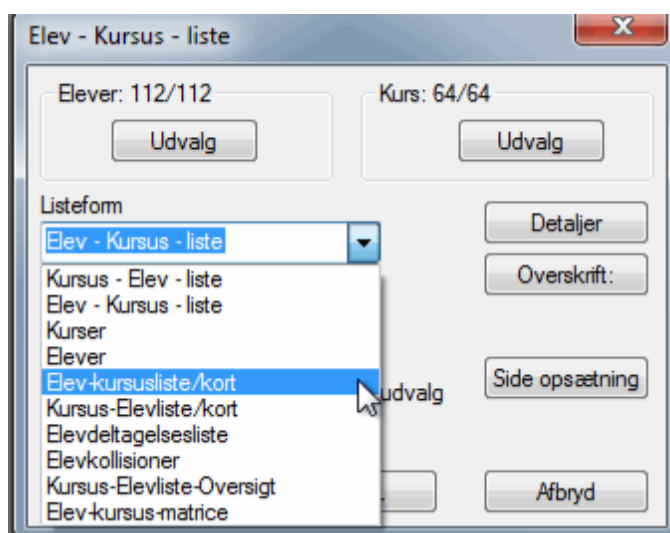 Elev - Kursus - liste
Elever: 112/112
Kurs: 64/64
Udvalg
Udvalg
Listeform
Elev - Kursus - liste
Detaljer
Overskrift:
Kursus - Elev - liste
Elev - Kursus - liste
Kurser
Elever
Elev-kursusliste/kort
Kursus-Elevliste/kort
Elevdeltagelsesliste
Elevkollisioner
Kursus-Elevliste-Oversigt
Elev-kursus-matrice
udvalg
Side opsætning
Afbryd